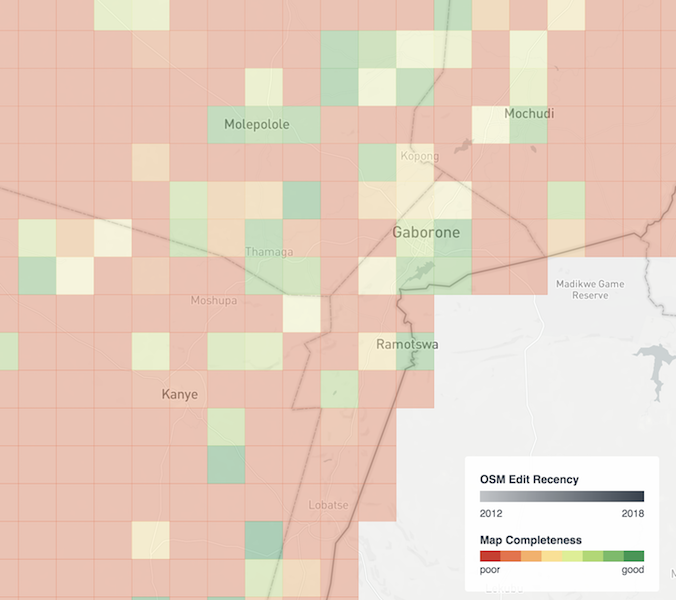 Mochudi
Molepolole
Kopong
Gaborone
Thamaga
Madikwe Game
Reserve
Moshupa
Ramotswa
Kanye
Lobatse
OSM Edit Recency
2012 2018
Map Completeness
poor good